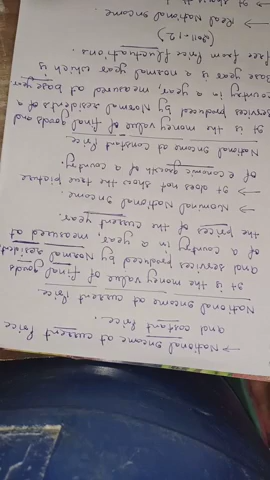 → National Income at current Price
and constant Price.
National Income at current Price.
It is the money value of final goods
and services produced by Normal Resident
of a country in a year, measured at
the prices of the current year.
→ Nominal National Income.
→ It does not show the true picture
of economic growth of a country.
National Income at constant Price
It is the money value of final goods and
services produced by Normal residents of a
country in a year, measured at base year
Base year is a normal year which is
free from Price fluctuations.
(2011-12)
→ Real National Income